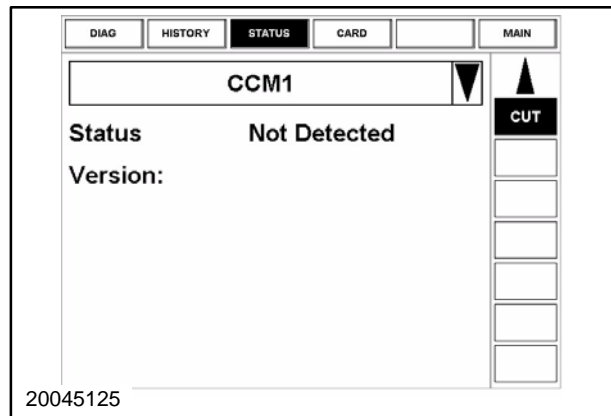 DIAG HISTORY STATUS CARD MAIN
CCM1
CUT
Status Not Detected
Version:
20045125